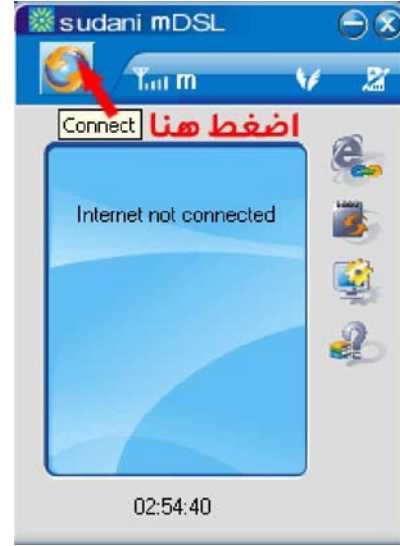 sudani mDSL
m
Connect اضغط هنا
Internet not connected
02:54:40